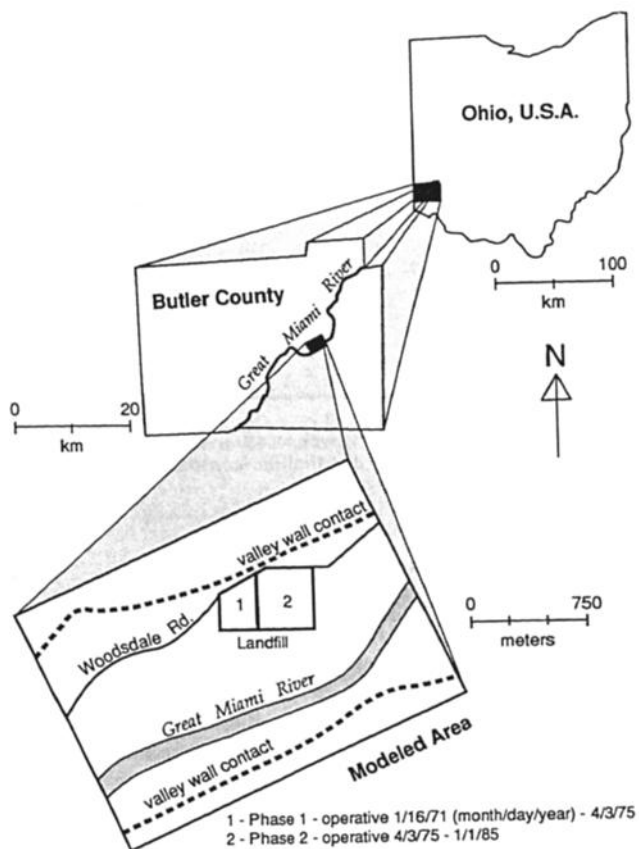 Ohio, U.S.A.
0 100
km
Butler County
Great Miami River
N
0 20
km
valley wall contact
1 2
Woodsdale Rd.
Landfill
0 750
meters
Great Miami River
valley wall contact
Modeled Area
1 - Phase 1 - operative 1/16/71 (month/day/year) - 4/3/75
2 - Phase 2 - operative 4/3/75 - 1/1/85